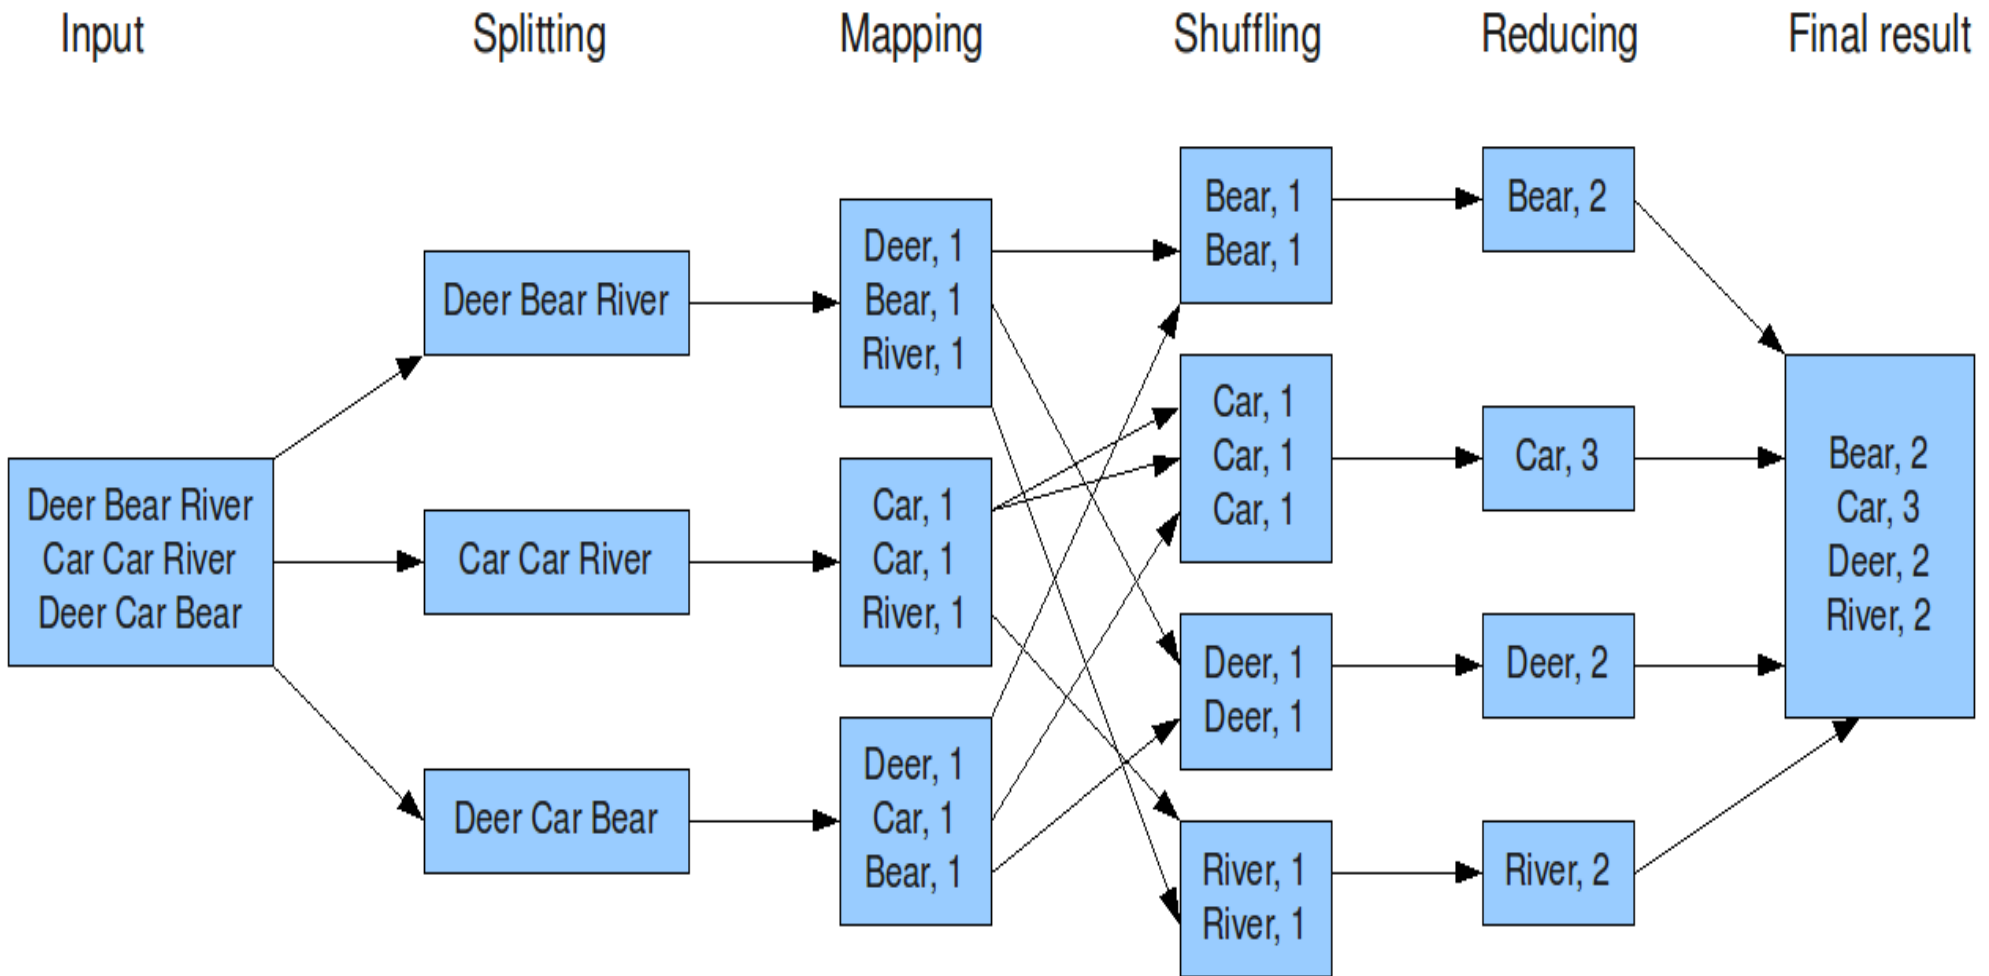 Input
Splitting
Mapping
Shuffling
Reducing
Final result
Deer Bear River
Car Car River
Deer Car Bear
Deer Bear River
Car Car River
Deer Car Bear
Deer, 1
Bear, 1
River, 1
Car, 1
Car, 1
River, 1
Deer, 1
Car, 1
Bear, 1
Bear, 1
Bear, 1
Car, 1
Car, 1
Car, 1
Deer, 1
Deer, 1
River, 1
River, 1
Bear, 2
Car, 3
Deer, 2
River, 2
Bear, 2
Car, 3
Deer, 2
River, 2